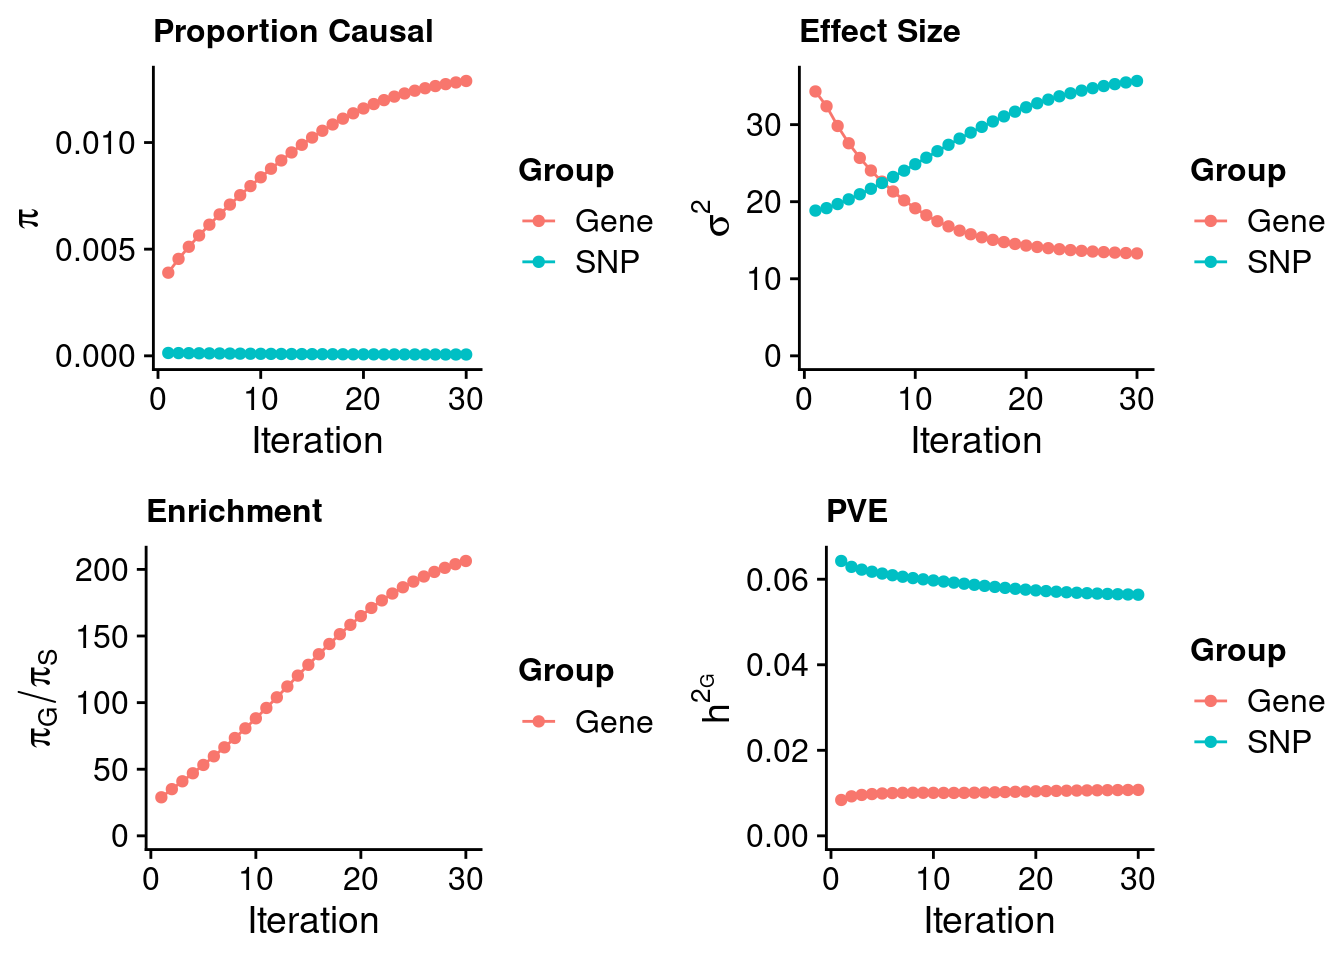 Proportion Causal
0.010
0.005
0.000
π
0 10 20 30
Iteration
Group
Gene
SNP
Effect Size
30
20
10
0
σ²
0 10 20 30
Iteration
Group
Gene
SNP
Enrichment
200
150
100
50
0
π_G/π_S
0 10 20 30
Iteration
Group
Gene
PVE
0.06
0.04
0.02
0.00
h^2_G
0 10 20 30
Iteration
Group
Gene
SNP